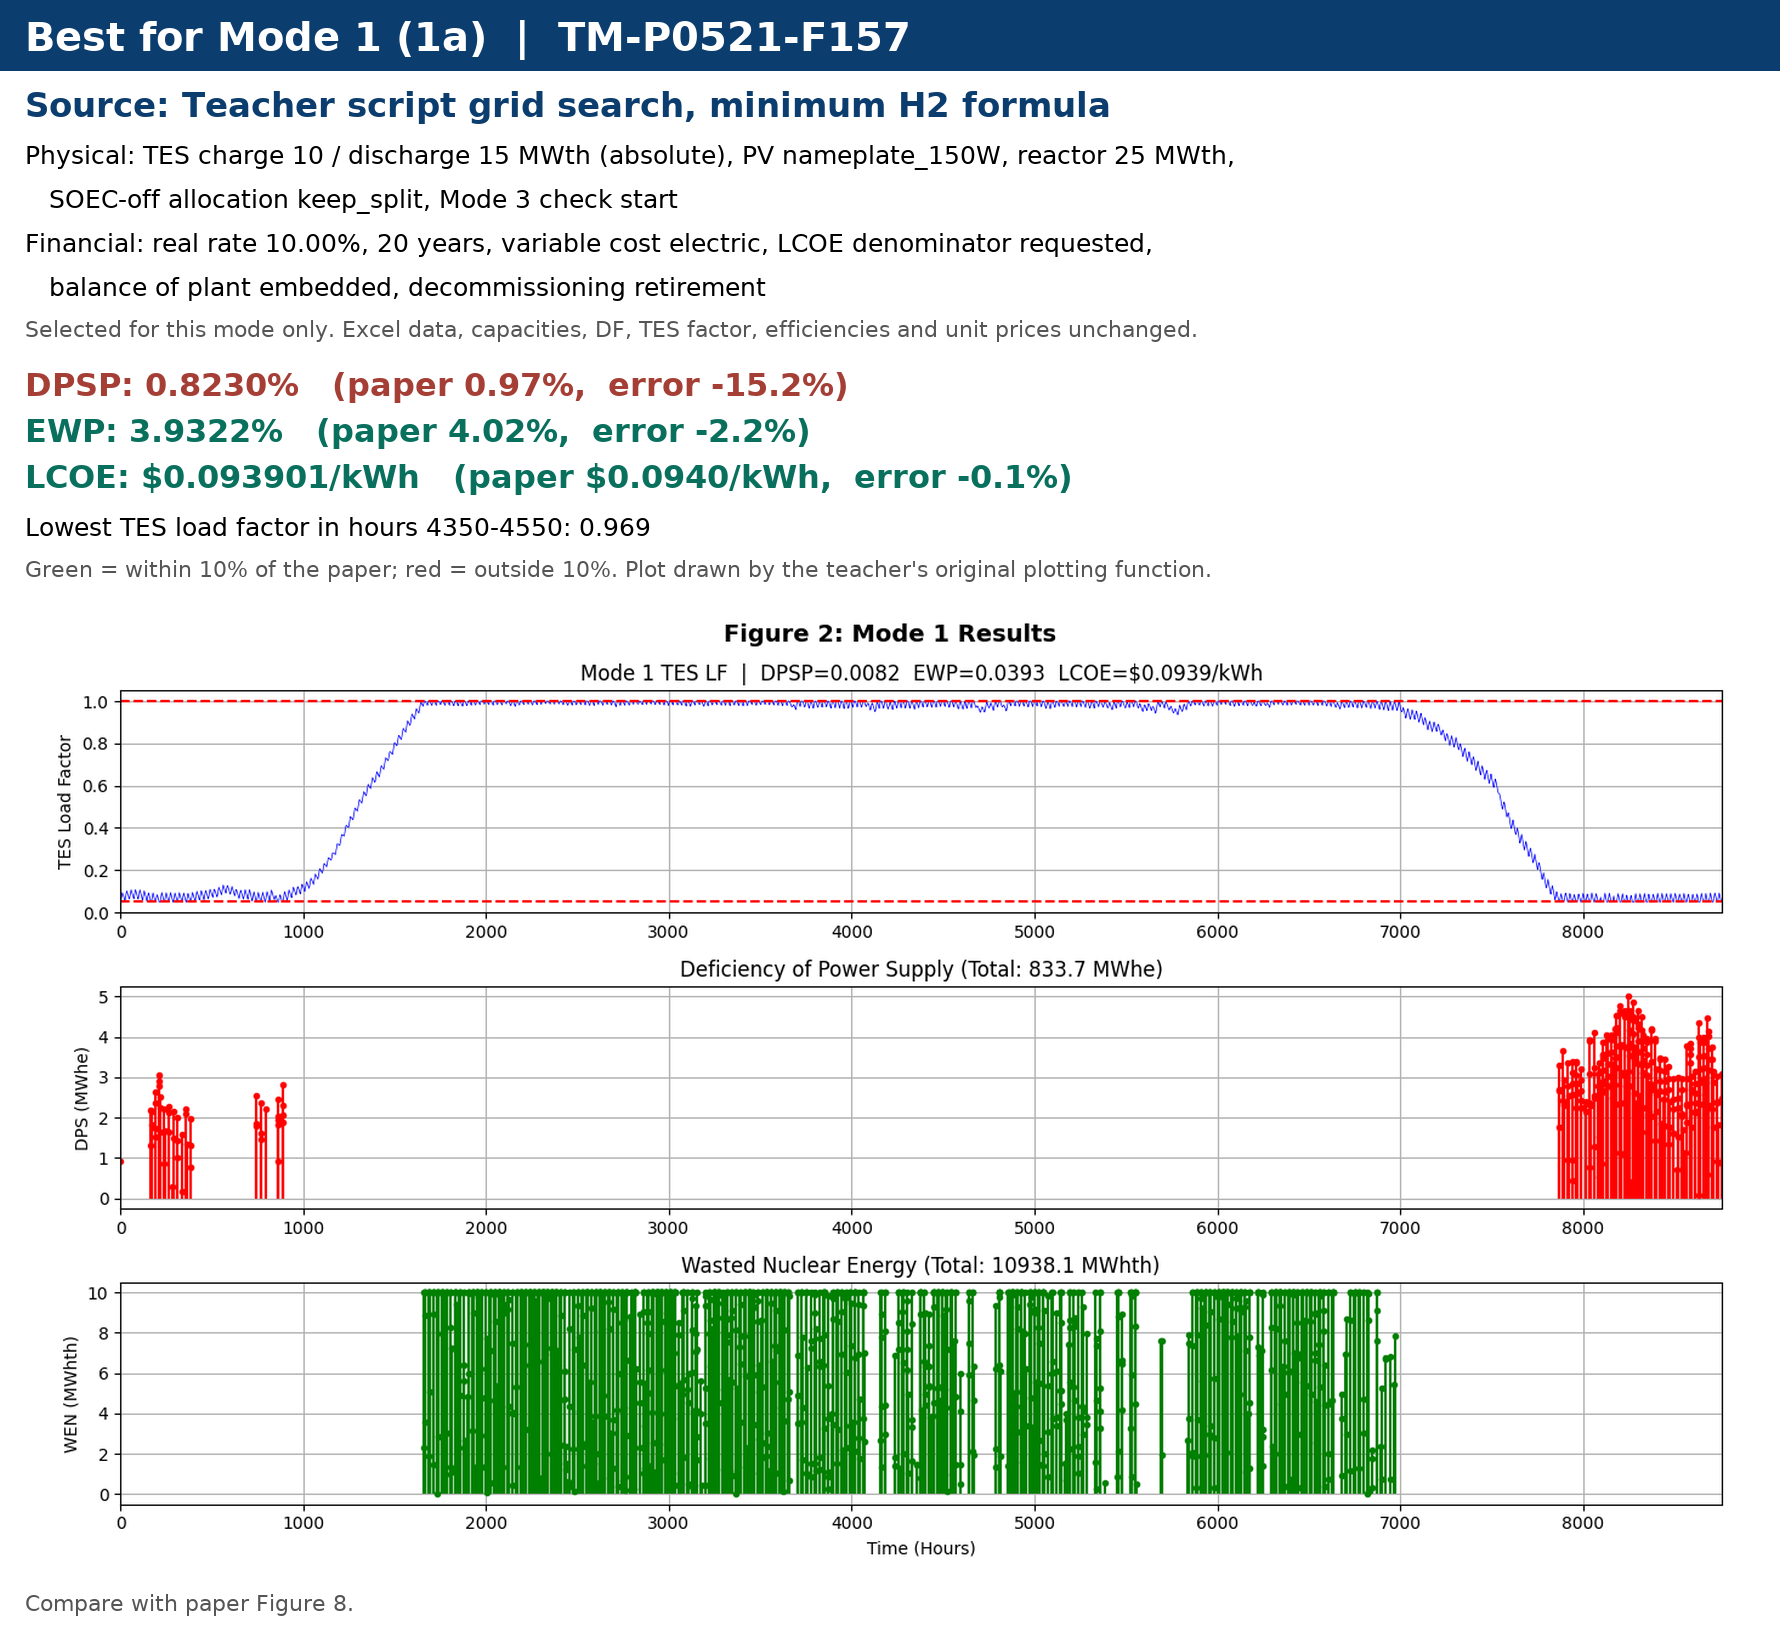 Best for Mode 1 (1a) | TM-P0521-F157
Source: Teacher script grid search, minimum H2 formula
Physical: TES charge 10 / discharge 15 MWth (absolute), PV nameplate_150W, reactor 25 MWth,
SOEC-off allocation keep_split, Mode 3 check start
Financial: real rate 10.00%, 20 years, variable cost electric, LCOE denominator requested,
balance of plant embedded, decommissioning retirement
Selected for this mode only. Excel data, capacities, DF, TES factor, efficiencies and unit prices unchanged.
DPSP: 0.8230% (paper 0.97%, error -15.2%)
EWP: 3.9322% (paper 4.02%, error -2.2%)
LCOE: $0.093901/kWh (paper $0.0940/kWh, error -0.1%)
Lowest TES load factor in hours 4350-4550: 0.969
Green = within 10% of the paper; red = outside 10%. Plot drawn by the teacher's original plotting function.
Figure 2: Mode 1 Results
Mode 1 TES LF | DPSP=0.0082 EWP=0.0393 LCOE=$0.0939/kWh
TES Load Factor
1.0
0.8
0.6
0.4
0.2
0.0
0 1000 2000 3000 4000 5000 6000 7000 8000
Deficiency of Power Supply (Total: 833.7 MWhe)
DPS (MWhe)
5
4
3
2
1
0
0 1000 2000 3000 4000 5000 6000 7000 8000
Wasted Nuclear Energy (Total: 10938.1 MWhth)
WEN (MWhth)
10
8
6
4
2
0
0 1000 2000 3000 4000 5000 6000 7000 8000
Time (Hours)
Compare with paper Figure 8.